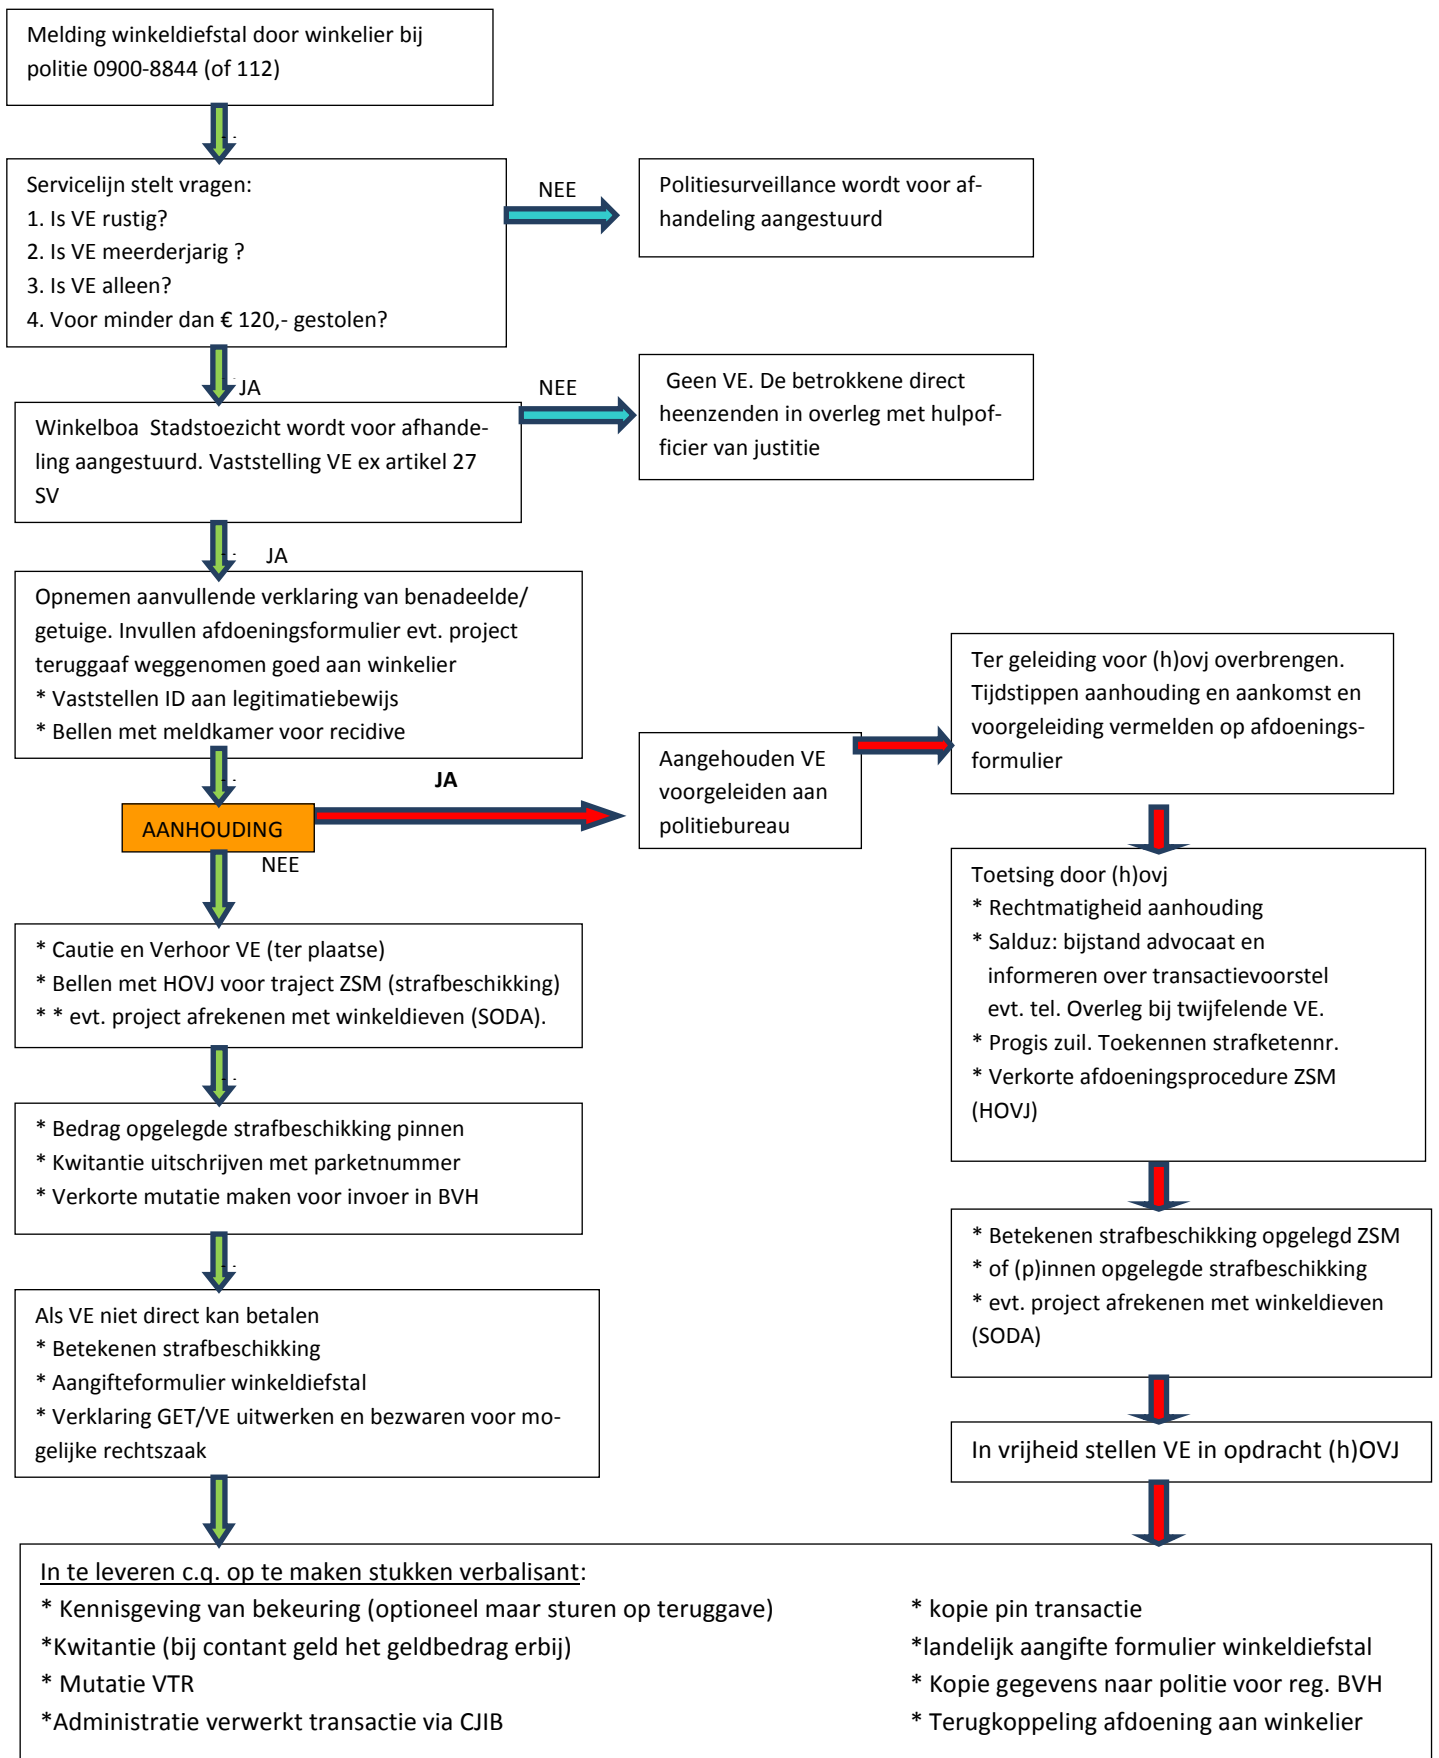 Melding winkeldiefstal door winkelier bij
politie 0900-8844 (of 112)
Servicelijn stelt vragen:
1. Is VE rustig?
2. Is VE meerderjarig ?
3. Is VE alleen?
4. Voor minder dan € 120,- gestolen?
NEE
Politiesurveillance wordt voor af-
handeling aangestuurd
JA
Winkelboa  Stadstoezicht wordt voor afhande-
ling aangestuurd. Vaststelling VE ex artikel 27
SV
NEE
Geen VE. De betrokkene direct
heenzenden in overleg met hulpof-
ficier van justitie
JA
Opnemen aanvullende verklaring van benadeelde/
getuige. Invullen afdoeningsformulier evt. project
teruggaaf weggenomen goed aan winkelier
* Vaststellen ID aan legitimatiebewijs
* Bellen met meldkamer voor recidive
AANHOUDING
JA
Aangehouden VE
voorgeleiden aan
politiebureau
Ter geleiding voor (h)ovj overbrengen.
Tijdstippen aanhouding en aankomst en
voorgeleiding vermelden op afdoenings-
formulier
NEE
* Cautie en Verhoor VE (ter plaatse)
* Bellen met HOVJ voor traject ZSM (strafbeschikking)
* * evt. project afrekenen met winkeldieven (SODA).
* Bedrag opgelegde strafbeschikking pinnen
* Kwitantie uitschrijven met parketnummer
* Verkorte mutatie maken voor invoer in BVH
Als VE niet direct kan betalen
* Betekenen strafbeschikking
* Aangifteformulier winkeldiefstal
* Verklaring GET/VE uitwerken en bezwaren voor mo-
gelijke rechtszaak
Toetsing door (h)ovj
* Rechtmatigheid aanhouding
* Salduz: bijstand advocaat en
informeren over transactievoorstel
evt. tel. Overleg bij twijfelende VE.
* Progis zuil. Toekennen strafketennr.
* Verkorte afdoeningsprocedure ZSM
(HOVJ)
* Betekenen strafbeschikking opgelegd ZSM
* of (p)innen opgelegde strafbeschikking
* evt. project afrekenen met winkeldieven
(SODA)
In vrijheid stellen VE in opdracht (h)OVJ
In te leveren c.q. op te maken stukken verbalisant:
* Kennisgeving van bekeuring (optioneel maar sturen op teruggave)
*Kwitantie (bij contant geld het geldbedrag erbij)
* Mutatie VTR
*Administratie verwerkt transactie via CJIB
* kopie pin transactie
*landelijk aangifte formulier winkeldiefstal
* Kopie gegevens naar politie voor reg. BVH
* Terugkoppeling afdoening aan winkelier